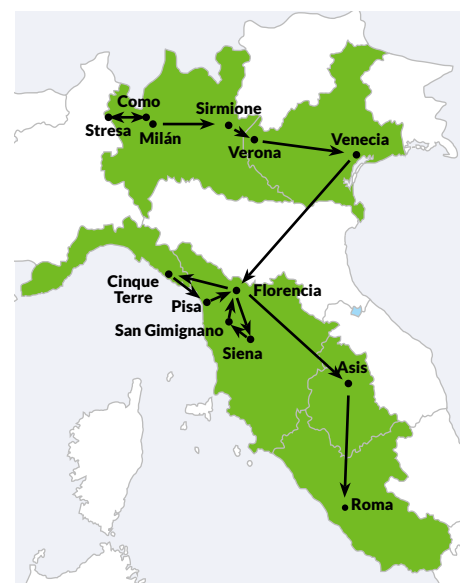 Como
Stresa
Milán
Sirmione
Verona
Venecia
Cinque
Terre
Pisa
Florencia
San Gimignano
Siena
Asis
Roma